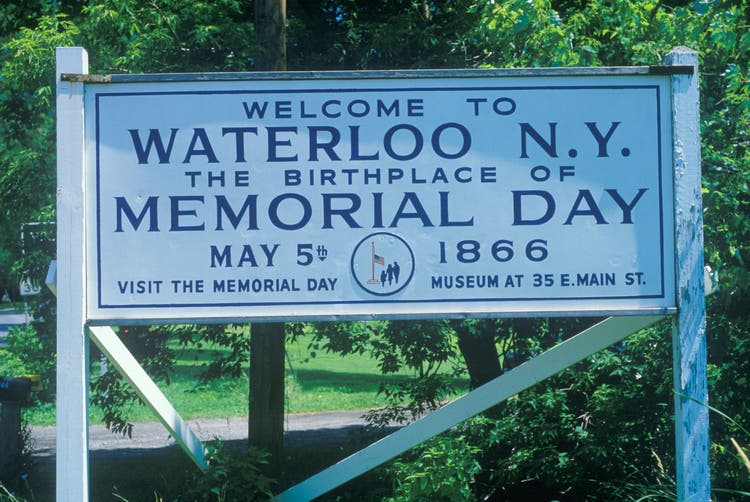 WELCOME TO
WATERLOO N.Y.
THE BIRTHPLACE OF
MEMORIAL DAY
MAY 5th 1866
VISIT THE MEMORIAL DAY MUSEUM AT 35 E. MAIN ST.